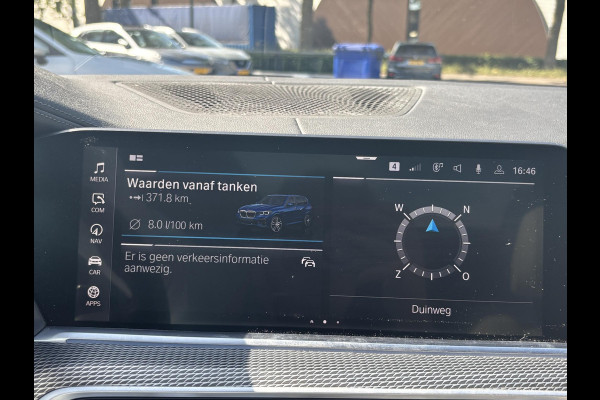 4
16:46
MEDIA
COM
NAV
CAR
APPS
Waarden vanaf tanken
371.8 km
Ø 8.0 l/100 km
Er is geen verkeersinformatie
aanwezig.
W N
Z O
Duinweg